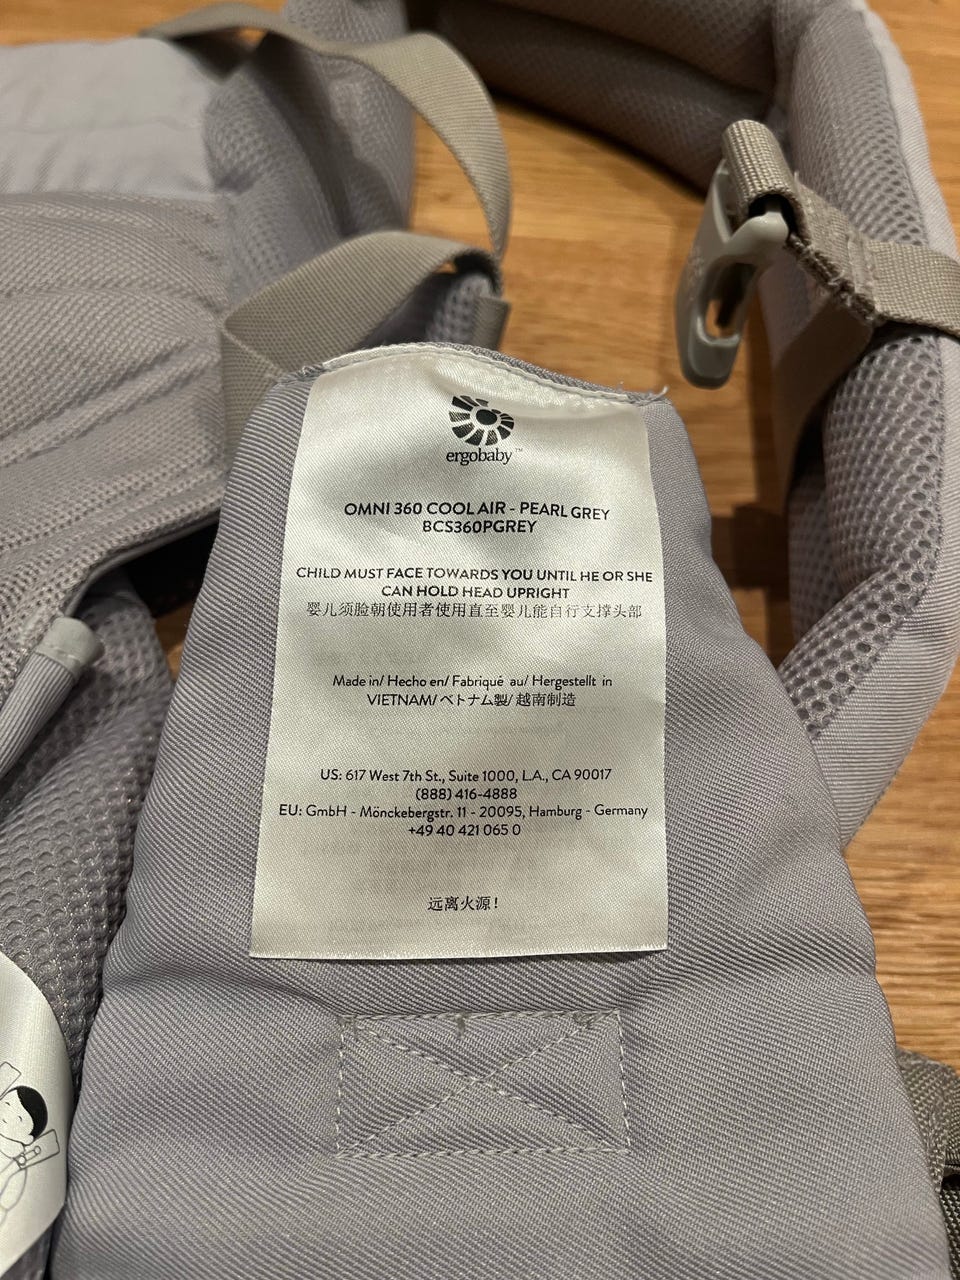 ergobaby™
OMNI 360 COOL AIR - PEARL GREY
BCS360PGREY
CHILD MUST FACE TOWARDS YOU UNTIL HE OR SHE
CAN HOLD HEAD UPRIGHT
婴儿须脸朝使用者使用直至婴儿能自行支撑头部
Made in/ Hecho en/ Fabriqué au/ Hergestellt in
VIETNAM/ベトナム製/越南制造
US: 617 West 7th St., Suite 1000, L.A., CA 90017
(888) 416-4888
EU: GmbH - Mönckebergstr. 11 - 20095, Hamburg - Germany
+49 40 421 065 0
远离火源!